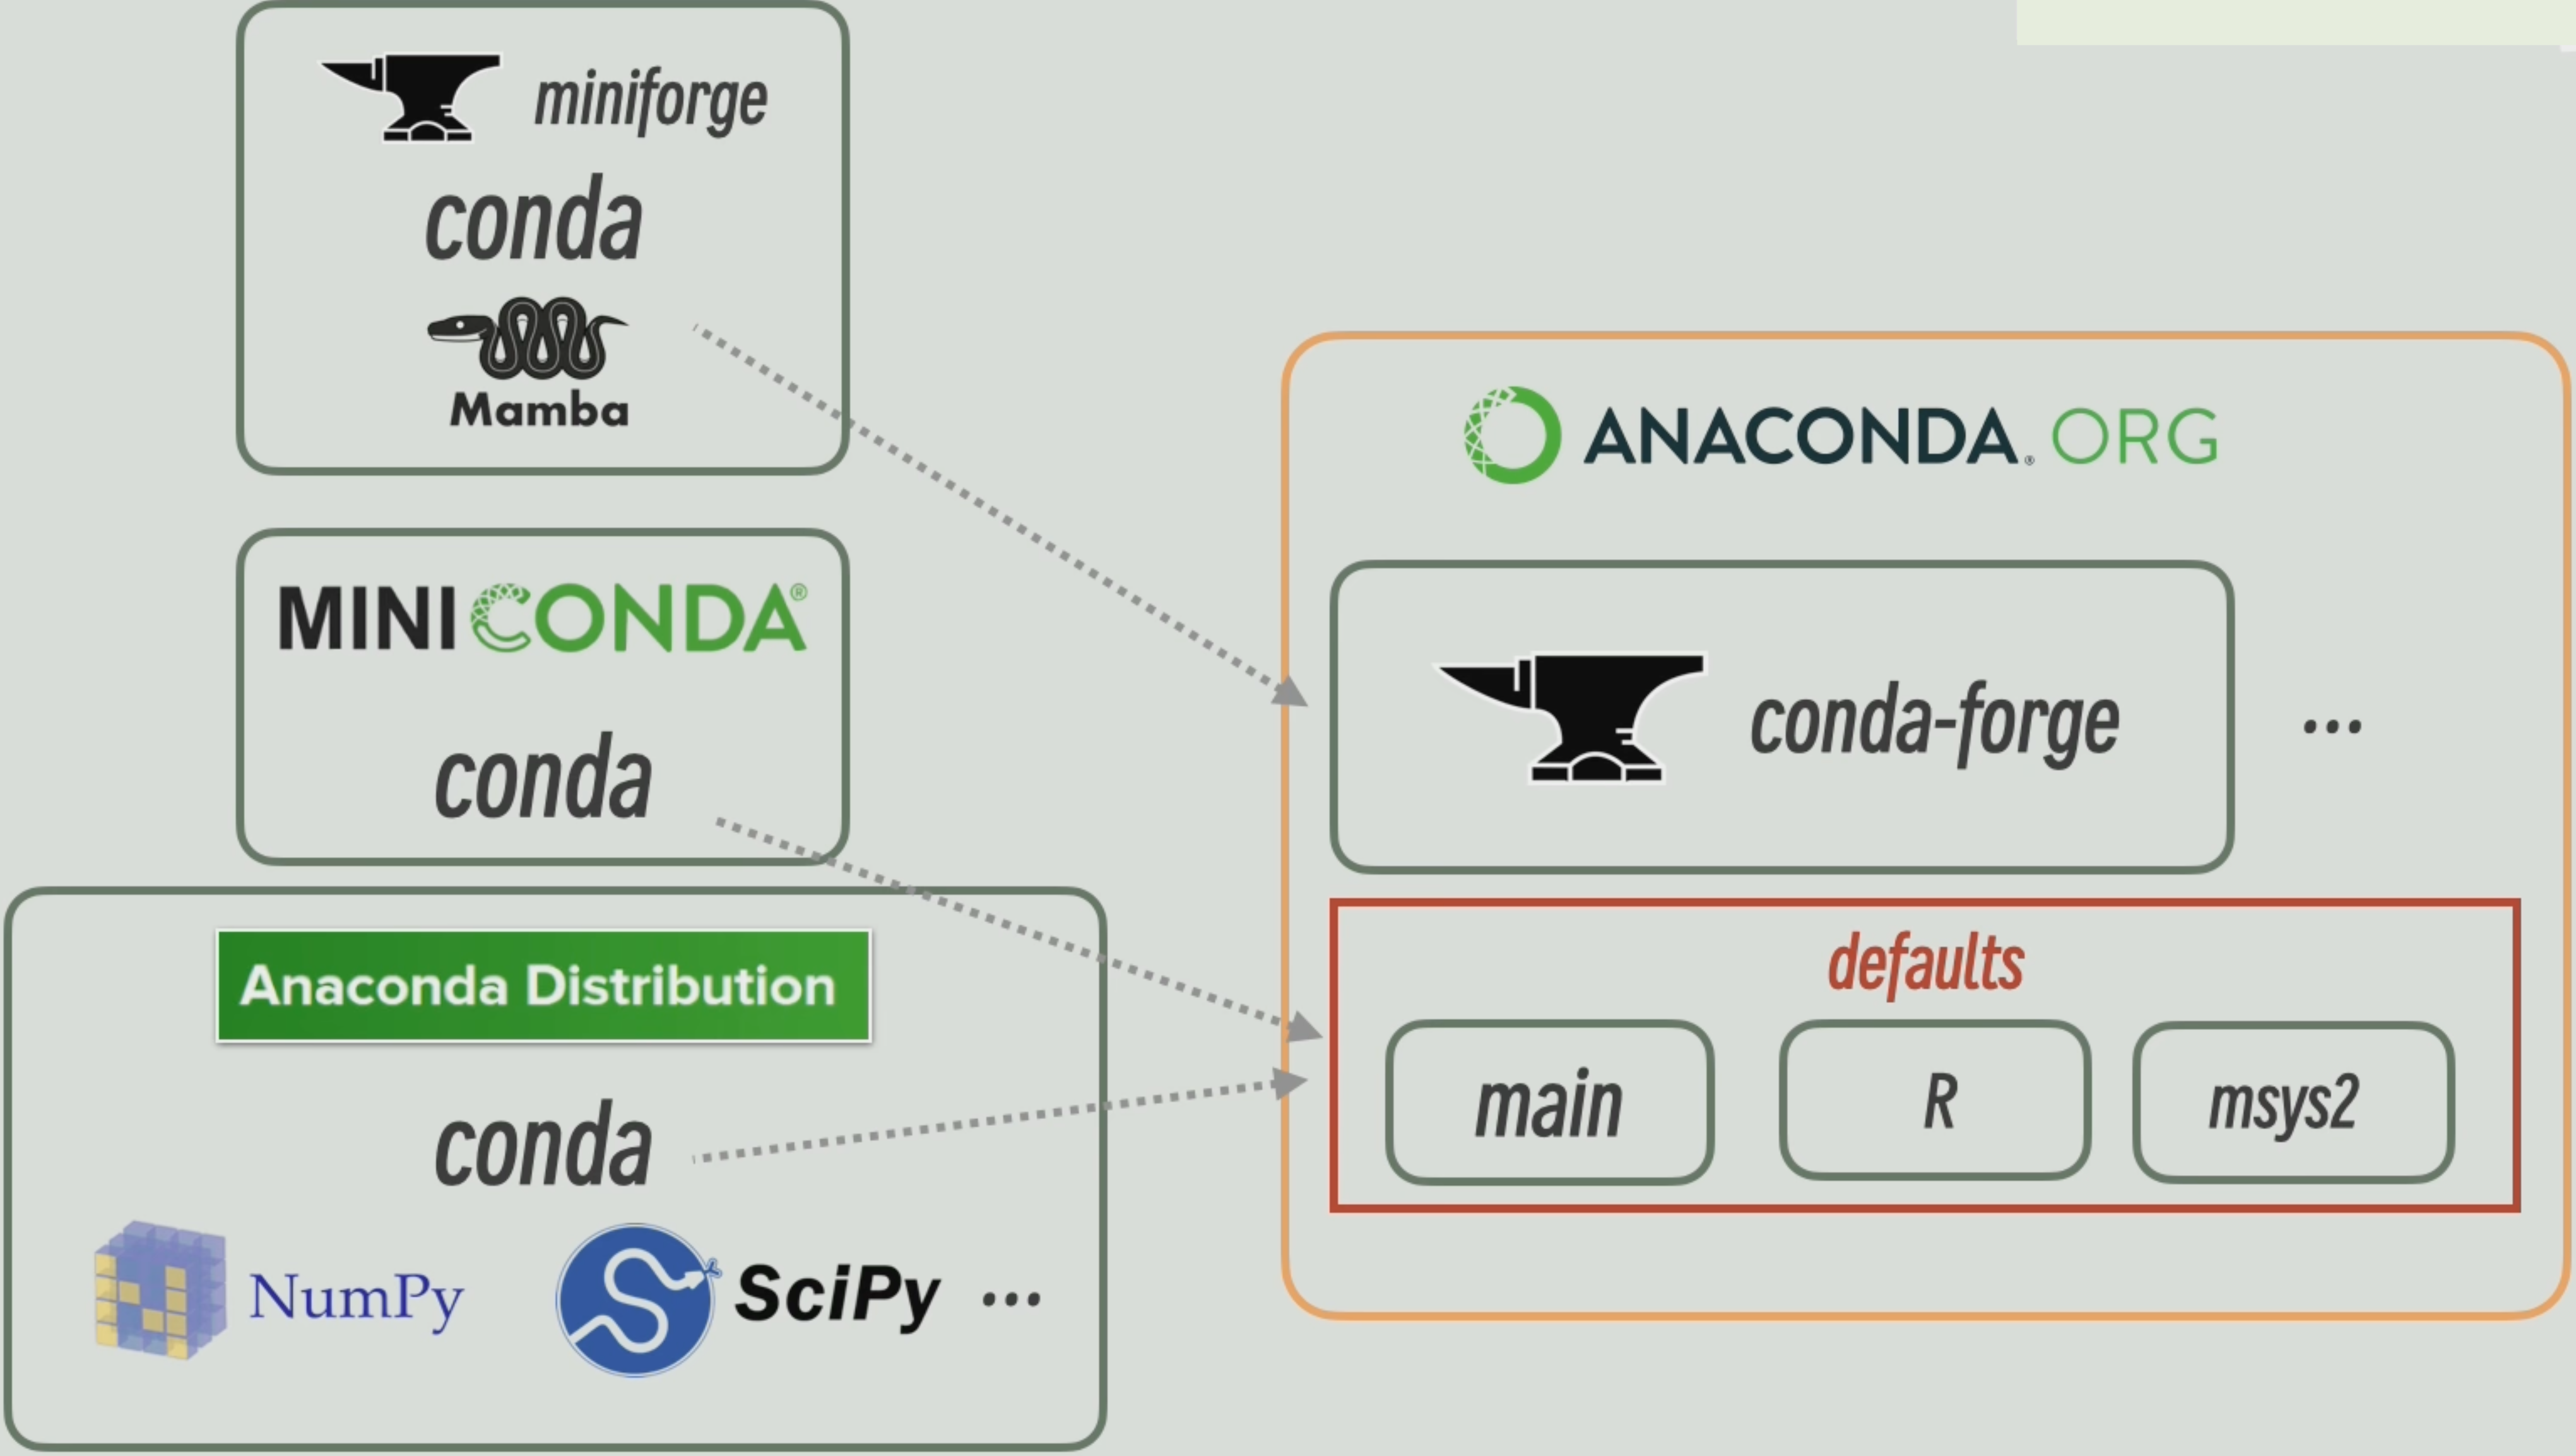 miniforge
conda
Mamba
MINICONDA®
conda
Anaconda Distribution
conda
NumPy
SciPy ...
ANACONDA® ORG
conda-forge ...
defaults
main
R
msys2